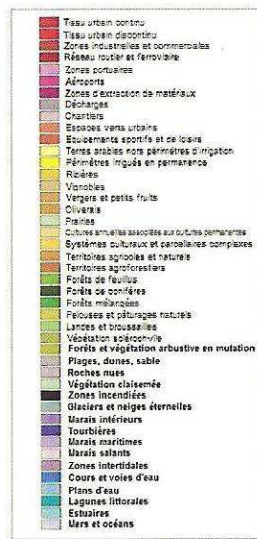 Tissu urbain continu
Tissu urbain discontinu
Zones industrielles et commerciales
Réseau routier et ferroviaire
Zones portuaires
Aéroports
Zones d'extraction de matériaux
Décharges
Chantiers
Espaces verts urbains
Equipements sportifs et de loisirs
Terres arables hors périmètres d'irrigation
Périmètres irrigués en permanence
Rizières
Vignobles
Vergers et petits fruits
Oliverais
Prairies
Cultures annuelles associées aux cultures permanentes
Systèmes culturaux et parcellaires complexes
Territoires agricoles et naturels
Territoires agroforestiers
Forêts de feuillus
Forêts de conifères
Forêts mélangées
Pelouses et pâturages naturels
Landes et broussailles
Végétation sclérophylle
Forêts et végétation arbustive en mutation
Plages, dunes, sable
Roches nues
Végétation claisemée
Zones incendiées
Glaciers et neiges éternelles
Marais intérieurs
Tourbières
Marais maritimes
Marais salants
Zones intertidales
Cours et voies d'eau
Plans d'eau
Lagunes littorales
Estuaires
Mers et océans